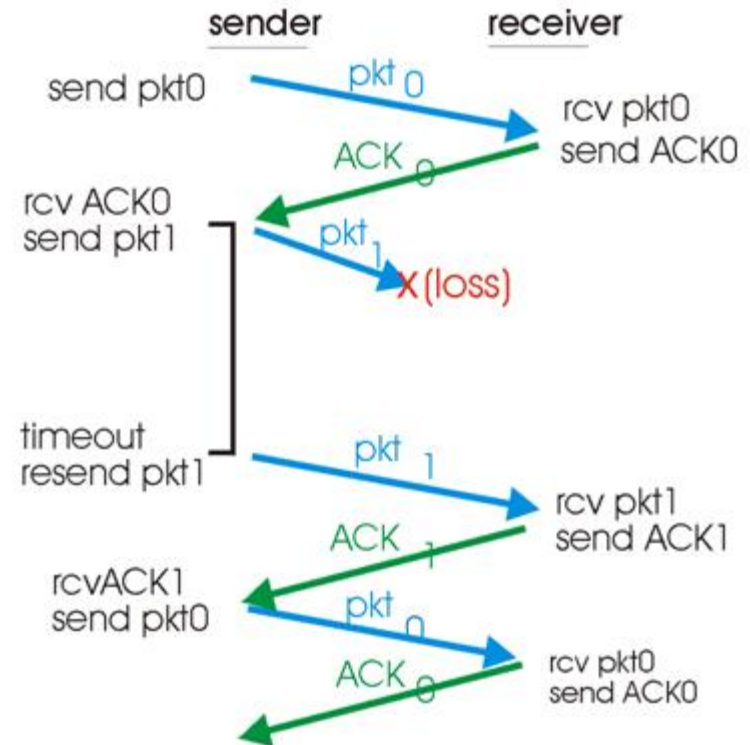 sender
receiver
send pkt0
pkt 0
rcv pkt0
send ACK0
ACK 0
rcv ACK0
send pkt1
pkt 1
X (loss)
timeout
resend pkt1
pkt 1
rcv pkt1
send ACK1
ACK 1
rcvACK1
send pkt0
pkt 0
rcv pkt0
send ACK0
ACK 0